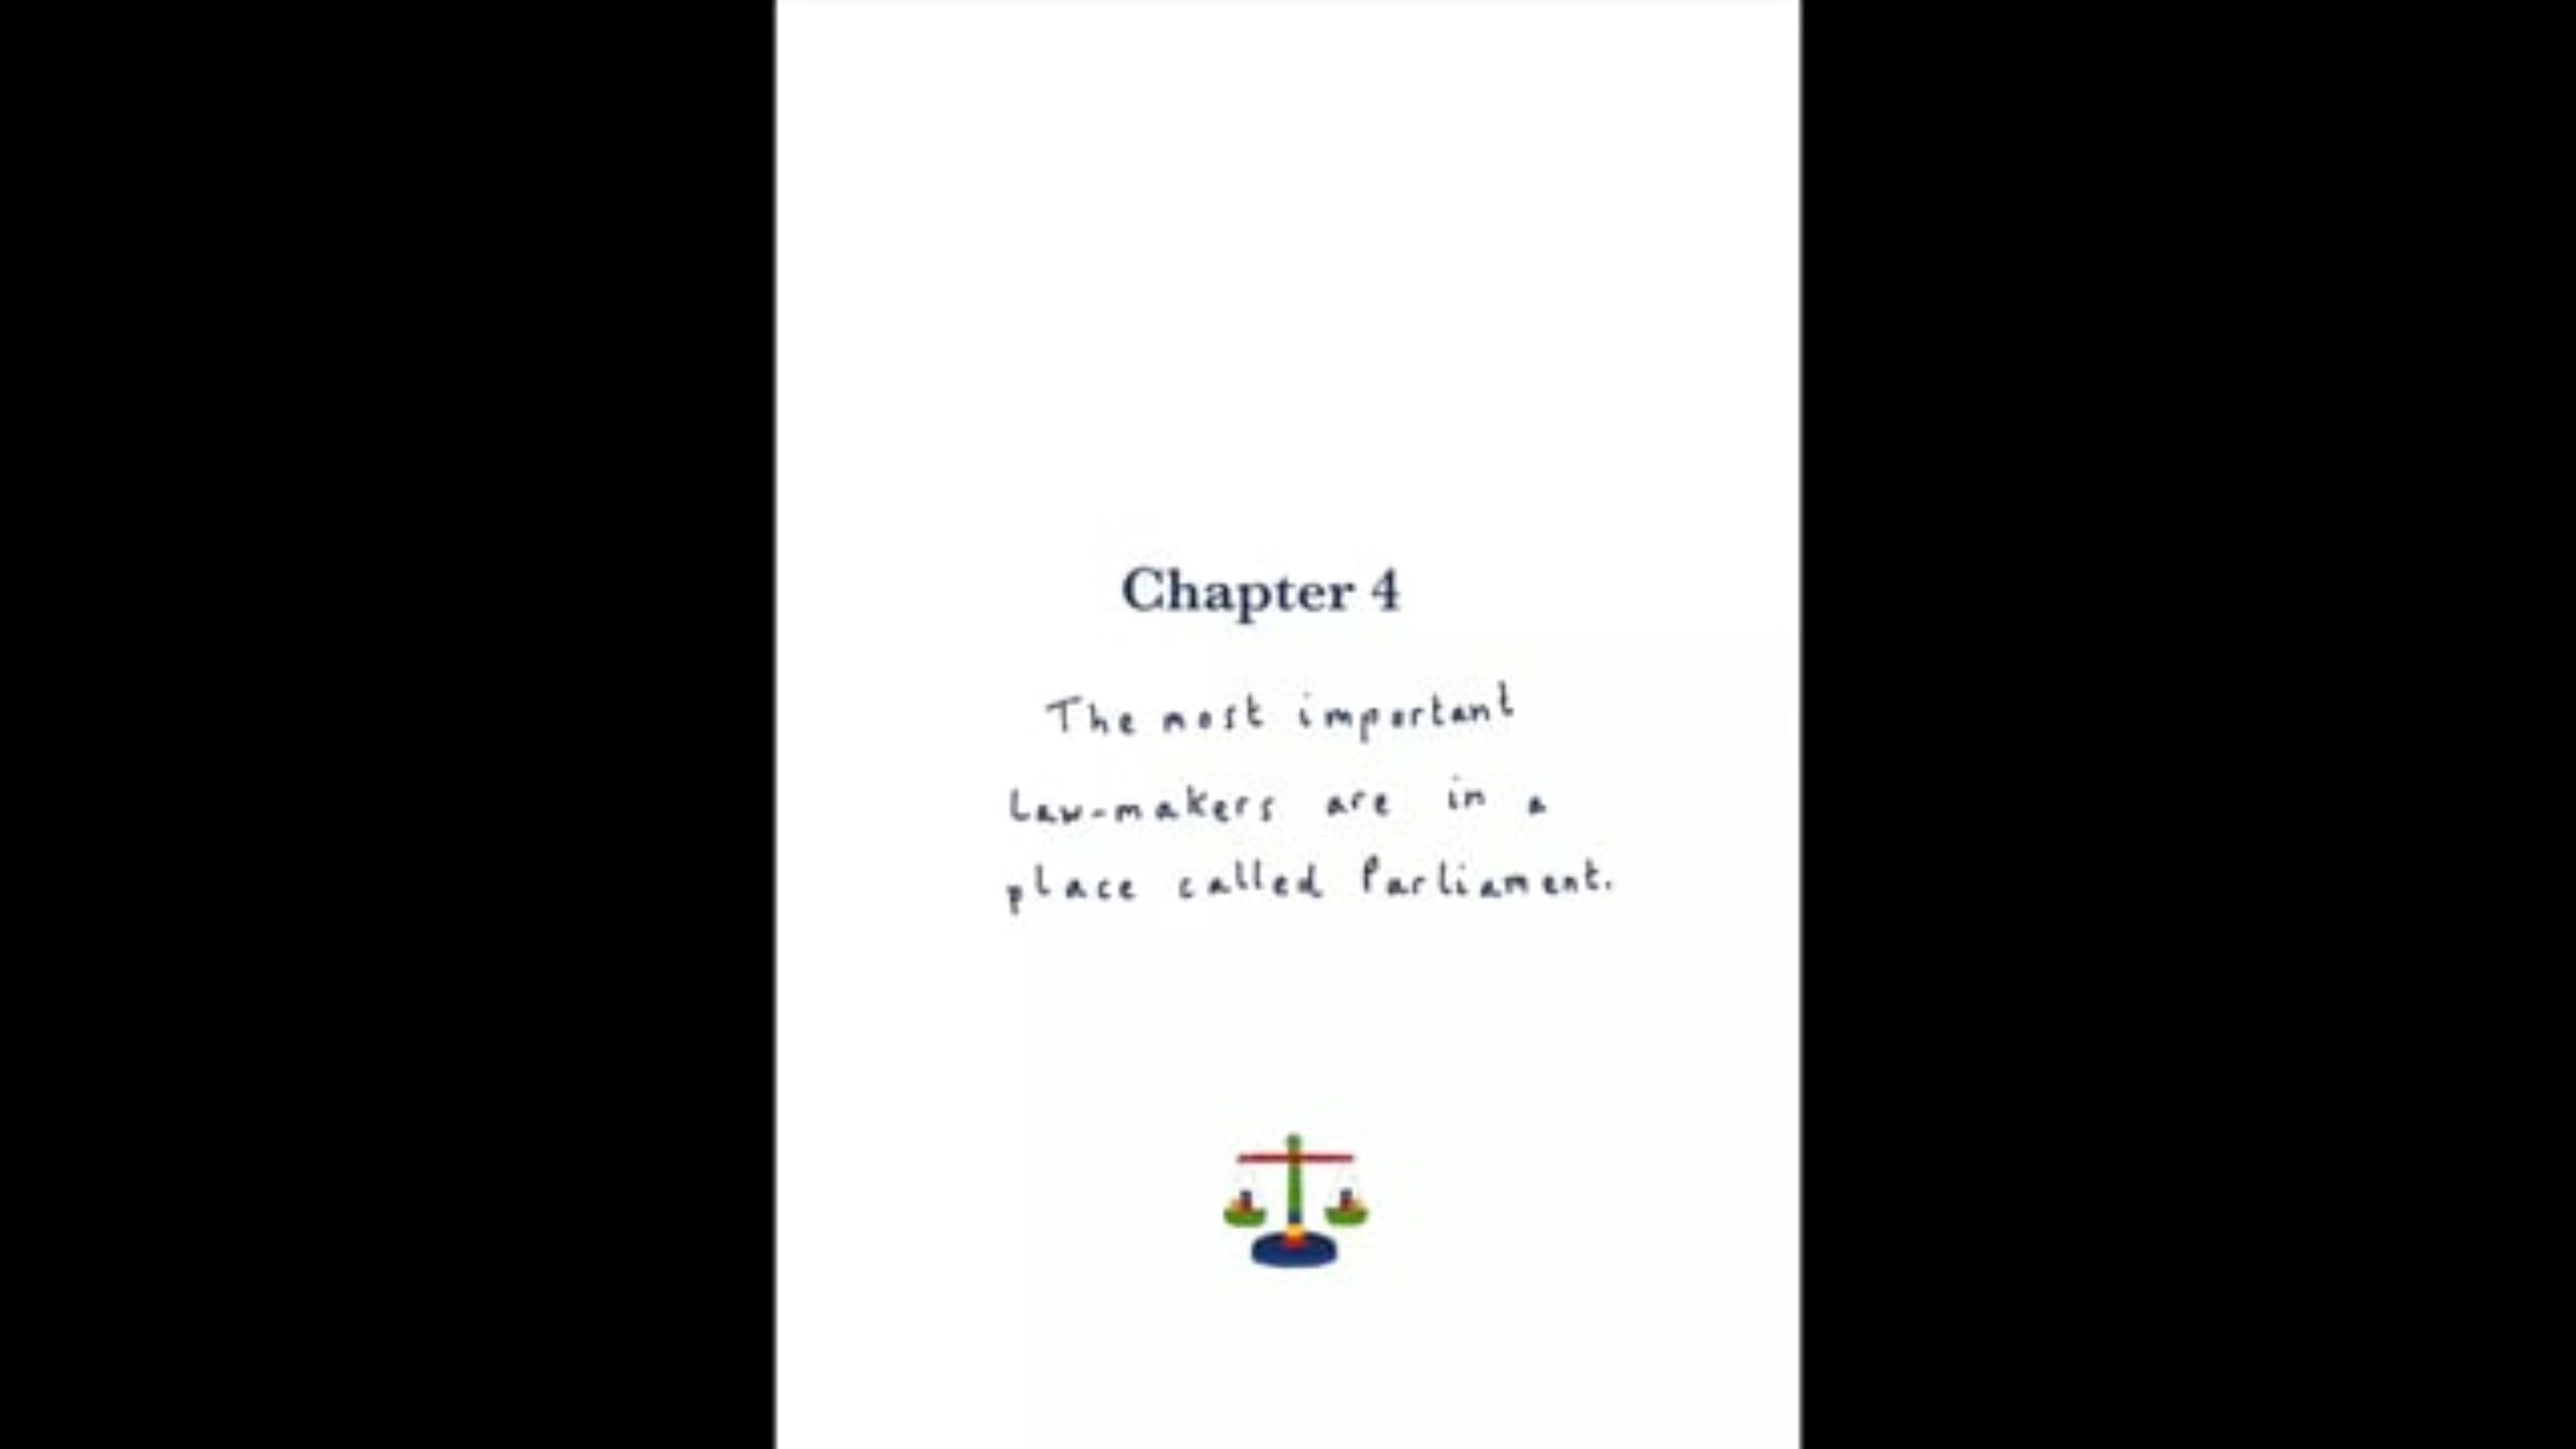 Chapter 4
The most important
Law-makers are in a
place called Parliament.